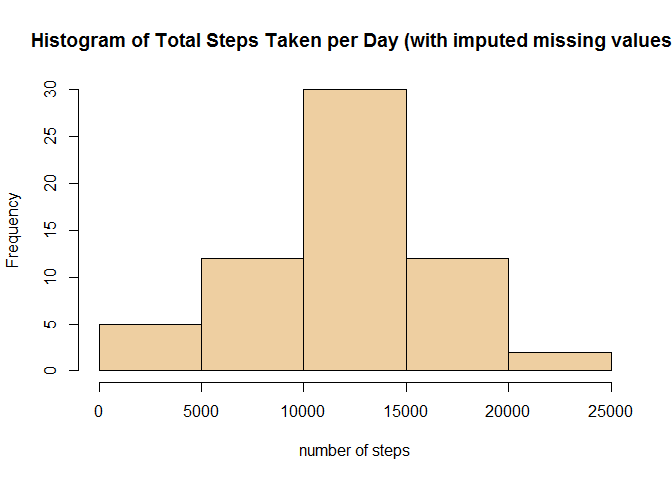 Histogram of Total Steps Taken per Day (with imputed missing values
30
25
20
15
10
5
0
Frequency
0 5000 10000 15000 20000 25000
number of steps